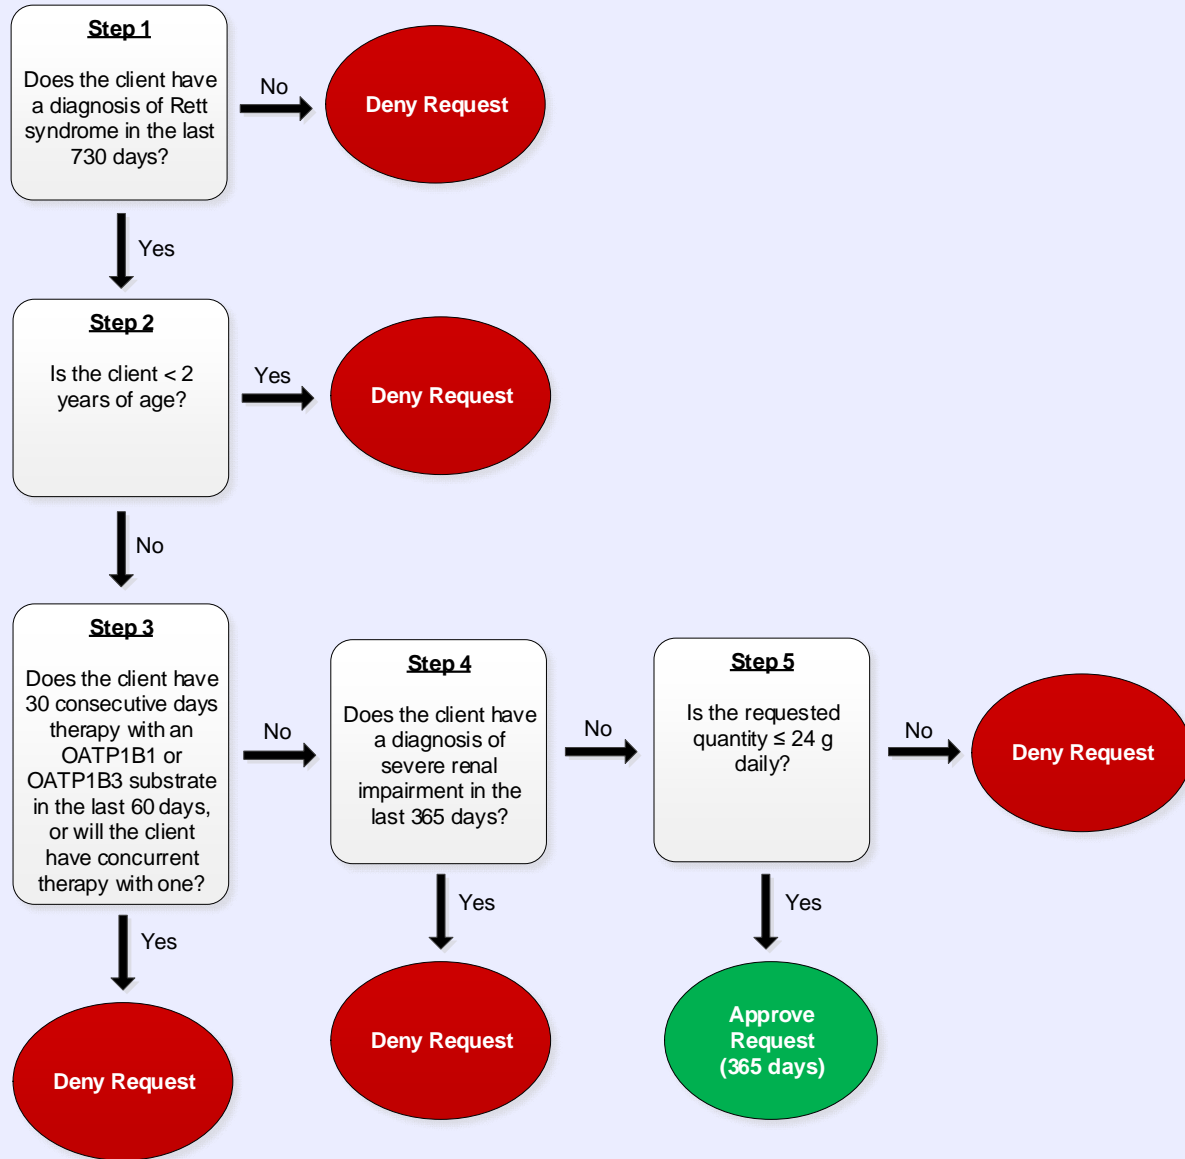 Step 1
Does the client have
a diagnosis of Rett
syndrome in the last
730 days?
No
Deny Request
Yes
Step 2
Is the client < 2
years of age?
Yes
Deny Request
No
Step 3
Does the client have
30 consecutive days
therapy with an
OATP1B1 or
OATP1B3 substrate
in the last 60 days,
or will the client
have concurrent
therapy with one?
No
Step 4
Does the client have
a diagnosis of
severe renal
impairment in the
last 365 days?
No
Step 5
Is the requested
quantity ≤ 24 g
daily?
No
Deny Request
Yes
Deny Request
Yes
Deny Request
Yes
Approve
Request
(365 days)